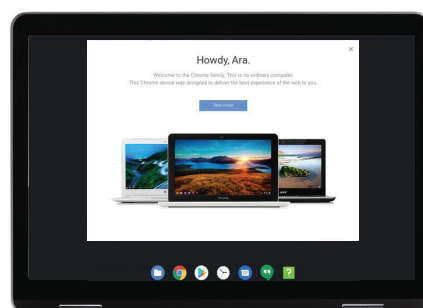 Howdy, Ara.
Welcome to the Chrome family. This is no ordinary computer.
This Chrome device was designed to deliver the best experience of the web to you.
Take a tour